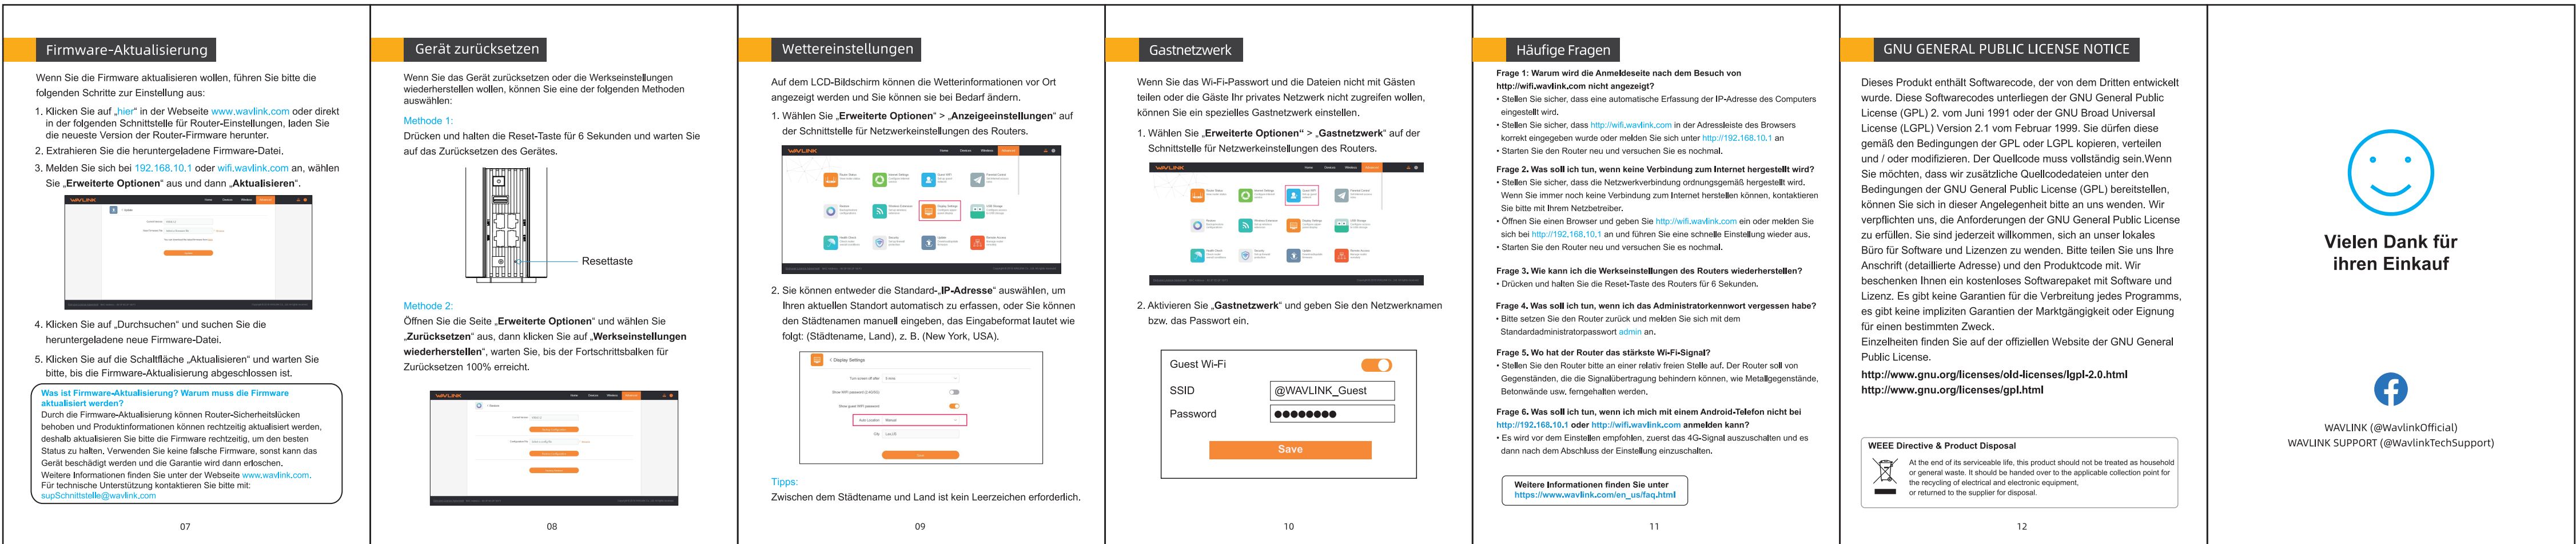 Firmware-Aktualisierung
Wenn Sie die Firmware aktualisieren wollen, führen Sie bitte die
folgenden Schritte zur Einstellung aus:
1. Klicken Sie auf „hier“ in der Webseite www.wavlink.com oder direkt
in der folgenden Schnittstelle für Router-Einstellungen, laden Sie
die neueste Version der Router-Firmware herunter.
2. Extrahieren Sie die heruntergeladene Firmware-Datei.
3. Melden Sie sich bei 192.168.10.1 oder wifi.wavlink.com an, wählen
Sie „Erweiterte Optionen“ aus und dann „Aktualisieren“.
WAVLINK
4. Klicken Sie auf „Durchsuchen“ und suchen Sie die
heruntergeladene neue Firmware-Datei.
5. Klicken Sie auf die Schaltfläche „Aktualisieren“ und warten Sie
bitte, bis die Firmware-Aktualisierung abgeschlossen ist.
Was ist Firmware-Aktualisierung? Warum muss die Firmware
aktualisiert werden?
Durch die Firmware-Aktualisierung können Router-Sicherheitslücken
behoben und Produktinformationen können rechtzeitig aktualisiert werden,
deshalb aktualisieren Sie bitte die Firmware rechtzeitig, um den besten
Status zu halten. Verwenden Sie keine falsche Firmware, sonst kann das
Gerät beschädigt werden und die Garantie wird dann erloschen.
Weitere Informationen finden Sie unter der Webseite www.wavlink.com.
Für technische Unterstützung kontaktieren Sie bitte mit:
supSchnittstelle@wavlink.com
07
Gerät zurücksetzen
Wenn Sie das Gerät zurücksetzen oder die Werkseinstellungen
wiederherstellen wollen, können Sie eine der folgenden Methoden
auswählen:
Methode 1:
Drücken und halten die Reset-Taste für 6 Sekunden und warten Sie
auf das Zurücksetzen des Gerätes.
Resettaste
Methode 2:
Öffnen Sie die Seite „Erweiterte Optionen“ und wählen Sie
„Zurücksetzen“ aus, dann klicken Sie auf „Werkseinstellungen
wiederherstellen“, warten Sie, bis der Fortschrittsbalken für
Zurücksetzen 100% erreicht.
WAVLINK
08
Wettereinstellungen
Auf dem LCD-Bildschirm können die Wetterinformationen vor Ort
angezeigt werden und Sie können sie bei Bedarf ändern.
1. Wählen Sie „Erweiterte Optionen“ > „Anzeigeeinstellungen“ auf
der Schnittstelle für Netzwerkeinstellungen des Routers.
WAVLINK
2. Sie können entweder die Standard-„IP-Adresse“ auswählen, um
Ihren aktuellen Standort automatisch zu erfassen, oder Sie können
den Städtenamen manuell eingeben, das Eingabeformat lautet wie
folgt: (Städtename, Land), z. B. (New York, USA).
Display Settings
Tipps:
Zwischen dem Städtename und Land ist kein Leerzeichen erforderlich.
09
Gastnetzwerk
Wenn Sie das Wi-Fi-Passwort und die Dateien nicht mit Gästen
teilen oder die Gäste Ihr privates Netzwerk nicht zugreifen wollen,
können Sie ein spezielles Gastnetzwerk einstellen.
1. Wählen Sie „Erweiterte Optionen“ > „Gastnetzwerk“ auf der
Schnittstelle für Netzwerkeinstellungen des Routers.
WAVLINK
2. Aktivieren Sie „Gastnetzwerk“ und geben Sie den Netzwerknamen
bzw. das Passwort ein.
Guest Wi-Fi
SSID @WAVLINK_Guest
Password ●●●●●●●●
Save
10
Häufige Fragen
Frage 1: Warum wird die Anmeldeseite nach dem Besuch von
http://wifi.wavlink.com nicht angezeigt?
• Stellen Sie sicher, dass eine automatische Erfassung der IP-Adresse des Computers
eingestellt wird.
• Stellen Sie sicher, dass http://wifi.wavlink.com in der Adressleiste des Browsers
korrekt eingegeben wurde oder melden Sie sich unter http://192.168.10.1 an
• Starten Sie den Router neu und versuchen Sie es nochmal.
Frage 2. Was soll ich tun, wenn keine Verbindung zum Internet hergestellt wird?
• Stellen Sie sicher, dass die Netzwerkverbindung ordnungsgemäß hergestellt wird.
Wenn Sie immer noch keine Verbindung zum Internet herstellen können, kontaktieren
Sie bitte mit Ihrem Netzbetreiber.
• Öffnen Sie einen Browser und geben Sie http://wifi.wavlink.com ein oder melden Sie
sich bei http://192.168.10.1 an und führen Sie eine schnelle Einstellung wieder aus.
• Starten Sie den Router neu und versuchen Sie es nochmal.
Frage 3. Wie kann ich die Werkseinstellungen des Routers wiederherstellen?
• Drücken und halten Sie die Reset-Taste des Routers für 6 Sekunden.
Frage 4. Was soll ich tun, wenn ich das Administratorkennwort vergessen habe?
• Bitte setzen Sie den Router zurück und melden Sie sich mit dem
Standardadministratorpasswort admin an.
Frage 5. Wo hat der Router das stärkste Wi-Fi-Signal?
• Stellen Sie den Router bitte an einer relativ freien Stelle auf. Der Router soll von
Gegenständen, die die Signalübertragung behindern können, wie Metallgegenstände,
Betonwände usw, ferngehalten werden.
Frage 6. Was soll ich tun, wenn ich mich mit einem Android-Telefon nicht bei
http://192.168.10.1 oder http://wifi.wavlink.com anmelden kann?
• Es wird vor dem Einstellen empfohlen, zuerst das 4G-Signal auszuschalten und es
dann nach dem Abschluss der Einstellung einzuschalten.
Weitere Informationen finden Sie unter
https://www.wavlink.com/en_us/faq.html
11
GNU GENERAL PUBLIC LICENSE NOTICE
Dieses Produkt enthält Softwarecode, der von dem Dritten entwickelt
wurde. Diese Softwarecodes unterliegen der GNU General Public
License (GPL) 2. vom Juni 1991 oder der GNU Broad Universal
License (LGPL) Version 2.1 vom Februar 1999. Sie dürfen diese
gemäß den Bedingungen der GPL oder LGPL kopieren, verteilen
und / oder modifizieren. Der Quellcode muss vollständig sein.Wenn
Sie möchten, dass wir zusätzliche Quellcodedateien unter den
Bedingungen der GNU General Public License (GPL) bereitstellen,
können Sie sich in dieser Angelegenheit bitte an uns wenden. Wir
verpflichten uns, die Anforderungen der GNU General Public License
zu erfüllen. Sie sind jederzeit willkommen, sich an unser lokales
Büro für Software und Lizenzen zu wenden. Bitte teilen Sie uns Ihre
Anschrift (detaillierte Adresse) und den Produktcode mit. Wir
beschenken Ihnen ein kostenloses Softwarepaket mit Software und
Lizenz. Es gibt keine Garantien für die Verbreitung jedes Programms,
es gibt keine impliziten Garantien der Marktgängigkeit oder Eignung
für einen bestimmten Zweck.
Einzelheiten finden Sie auf der offiziellen Website der GNU General
Public License.
http://www.gnu.org/licenses/old-licenses/lgpl-2.0.html
http://www.gnu.org/licenses/gpl.html
WEEE Directive & Product Disposal
At the end of its serviceable life, this product should not be treated as household
or general waste. It should be handed over to the applicable collection point for
the recycling of electrical and electronic equipment,
or returned to the supplier for disposal.
12
Vielen Dank für
ihren Einkauf
WAVLINK (@WavlinkOfficial)
WAVLINK SUPPORT (@WavlinkTechSupport)